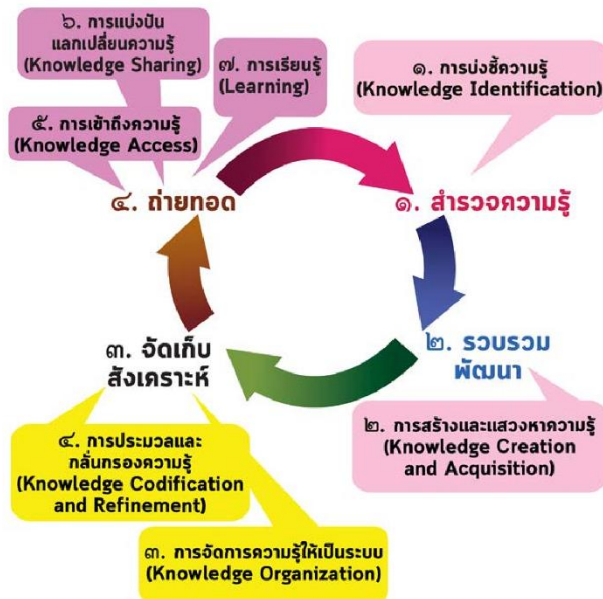 ๖. การแบ่งปัน
แลกเปลี่ยนความรู้
(Knowledge Sharing)
๗. การเรียนรู้
(Learning)
๑. การบ่งชี้ความรู้
(Knowledge Identification)
๕. การเข้าถึงความรู้
(Knowledge Access)
๔. ถ่ายทอด
๑. สำรวจความรู้
๓. จัดเก็บ
สังเคราะห์
๒. รวบรวม
พัฒนา
๒. การสร้างและแสวงหาความรู้
(Knowledge Creation
and Acquisition)
๔. การประมวลและ
กลั่นกรองความรู้
(Knowledge Codification
and Refinement)
๓. การจัดการความรู้ให้เป็นระบบ
(Knowledge Organization)